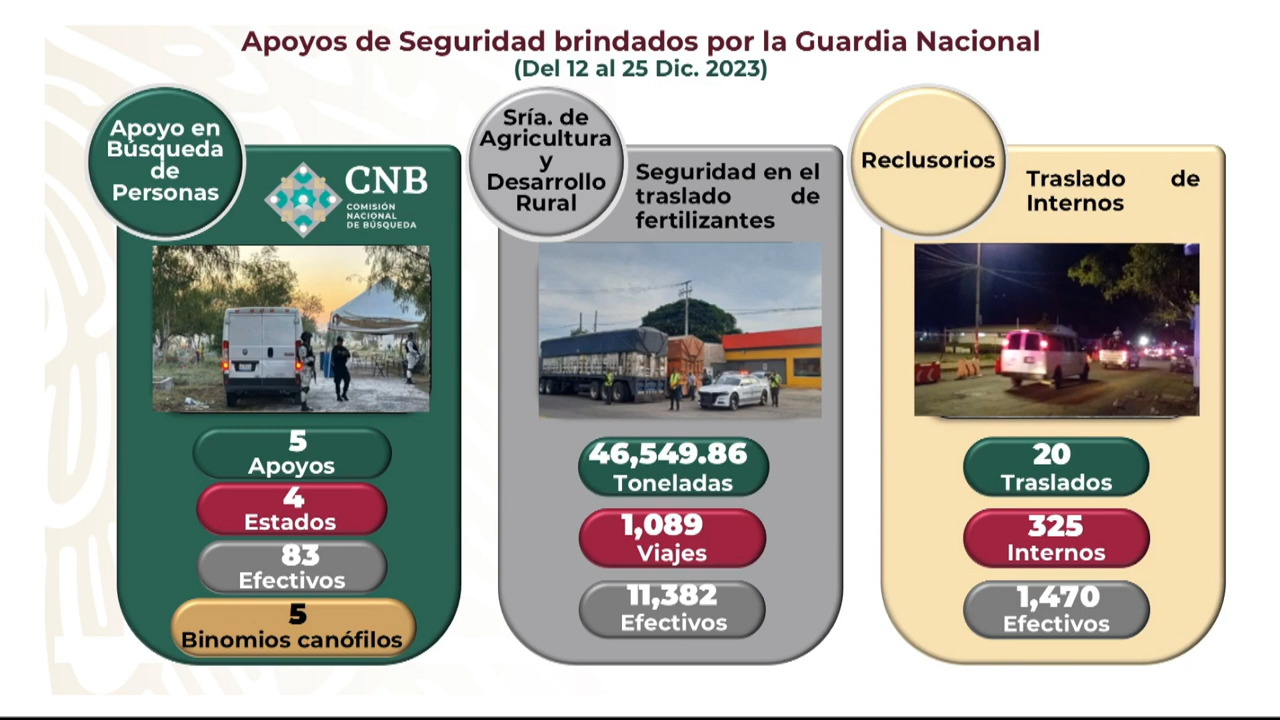 Apoyos de Seguridad brindados por la Guardia Nacional
(Del 12 al 25 Dic. 2023)
Apoyo en
Búsqueda
de
Personas
CNB
COMISIÓN
NACIONAL
DE BÚSQUEDA
5
Apoyos
4
Estados
83
Efectivos
5
Binomios canófilos
Sría. de
Agricultura
y
Desarrollo
Rural
Seguridad en el
traslado de
fertilizantes
46,549.86
Toneladas
1,089
Viajes
11,382
Efectivos
Reclusorios
Traslado de
Internos
20
Traslados
325
Internos
1,470
Efectivos